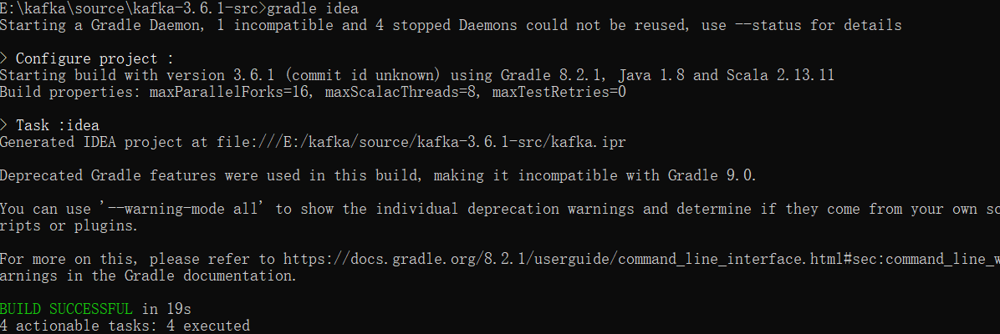 E:\kafka\source\kafka-3.6.1-src>gradle idea
Starting a Gradle Daemon, 1 incompatible and 4 stopped Daemons could not be reused, use --status for details
> Configure project :
Starting build with version 3.6.1 (commit id unknown) using Gradle 8.2.1, Java 1.8 and Scala 2.13.11
Build properties: maxParallelForks=16, maxScalacThreads=8, maxTestRetries=0
> Task :idea
Generated IDEA project at file:///E:/kafka/source/kafka-3.6.1-src/kafka.ipr
Deprecated Gradle features were used in this build, making it incompatible with Gradle 9.0.
You can use '--warning-mode all' to show the individual deprecation warnings and determine if they come from your own sc
ripts or plugins.
For more on this, please refer to https://docs.gradle.org/8.2.1/userguide/command_line_interface.html#sec:command_line_w
arnings in the Gradle documentation.
BUILD SUCCESSFUL in 19s
4 actionable tasks: 4 executed